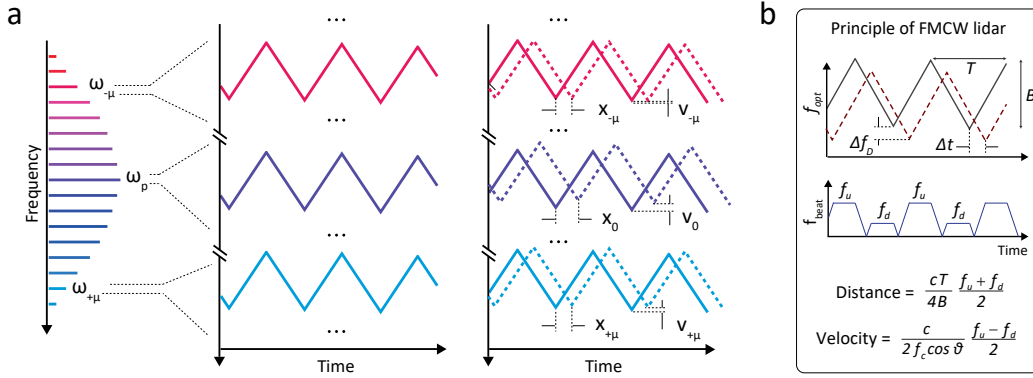 a
Frequency
ω-μ
ωp
ω+μ
...
...
...
...
Time
...
x-μ
v-μ
...
x0
v0
...
x+μ
v+μ
...
Time
b
Principle of FMCW lidar
fopt
T
B
ΔfD
Δt
fbeat
fu
fd
fu
fd
Time
Distance = cT/4B (fu + fd)/2
Velocity = c/(2 fc cos ϑ) (fu − fd)/2